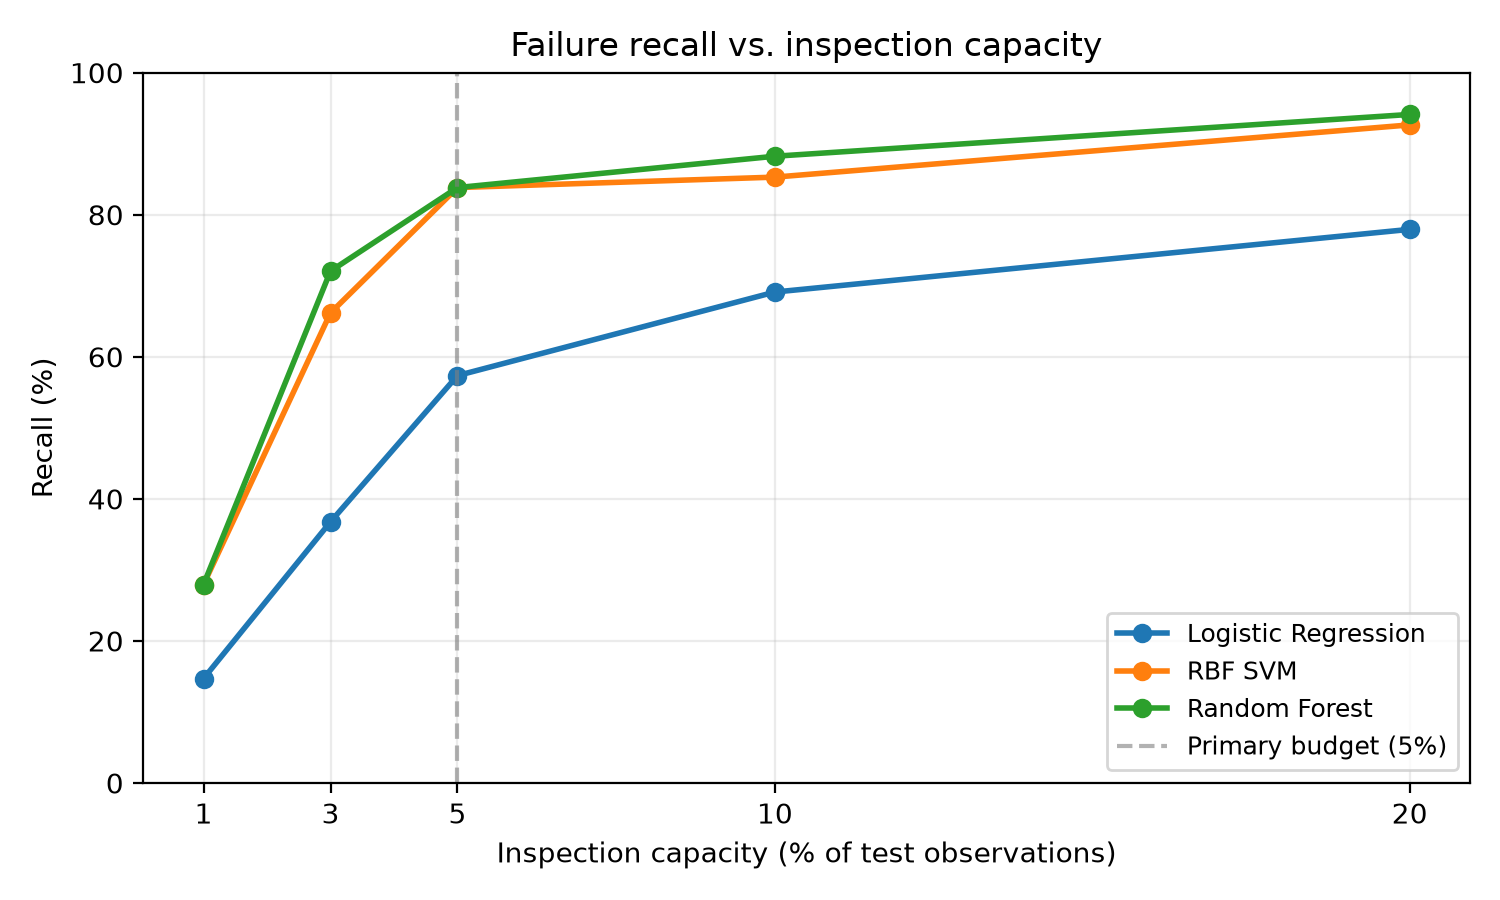 Failure recall vs. inspection capacity
100
80
60
40
20
0
Recall (%)
1 3 5 10 20
Inspection capacity (% of test observations)
Logistic Regression
RBF SVM
Random Forest
Primary budget (5%)